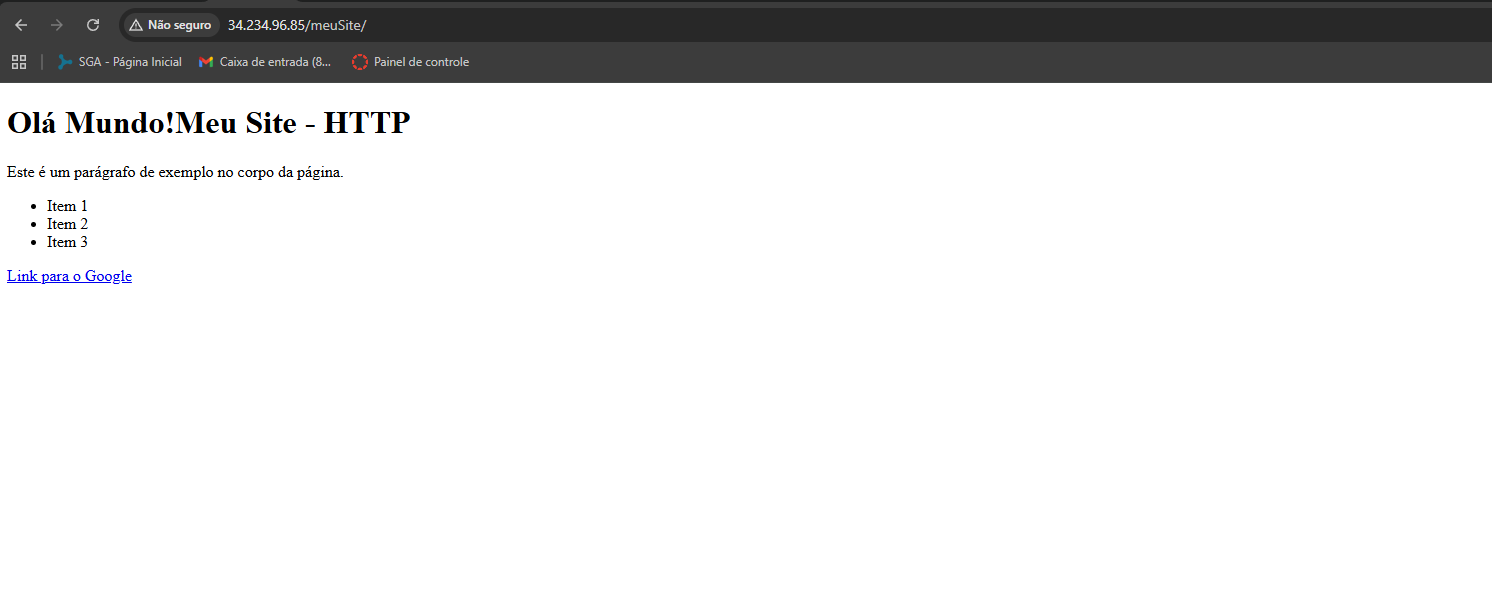 Não seguro 34.234.96.85/meuSite/
SGA - Página Inicial Caixa de entrada (8... Painel de controle
Olá Mundo!Meu Site - HTTP
Este é um parágrafo de exemplo no corpo da página.
Item 1
Item 2
Item 3
Link para o Google